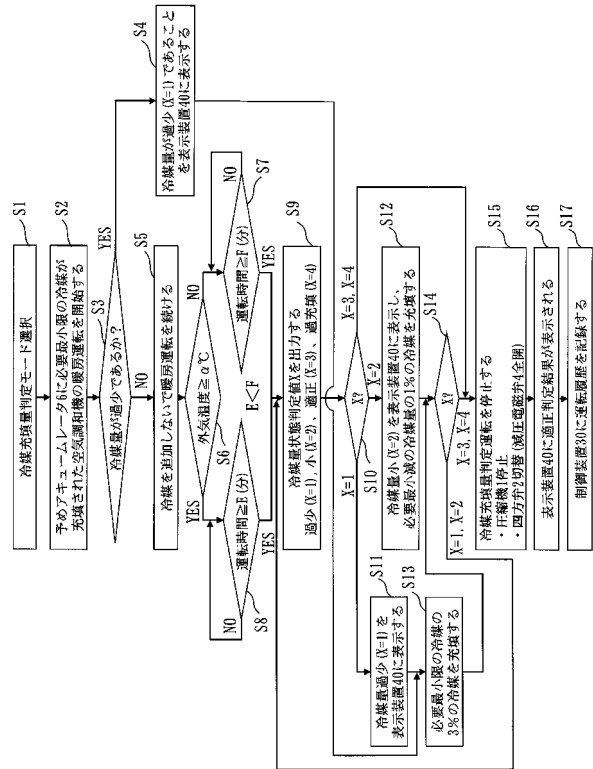 S1
冷媒充填量判定モード選択
S2
予めアキュームレータ6に必要最小限の冷媒が
充填された空気調和機の暖房運転を開始する
S3
冷媒量が過少であるか?
YES
NO
S4
冷媒量が過少(X=1)であること
を表示装置40に表示する
S5
冷媒を追加しないで暖房運転を続ける
S6
外気温度≦α℃
YES
NO
S7
運転時間≧F(分)
NO
YES
S8
運転時間≧E(分)
NO
YES
E<F
S9
冷媒量状態判定値Xを出力する
過少(X=1)、小(X=2)、適正(X=3)、過充填(X=4)
S10
X?
X=1
X=2
X=3, X=4
S11
冷媒量過少(X=1)を
表示装置40に表示する
S12
冷媒量小(X=2)を表示装置40に表示し、
必要最小減の冷媒量の1%の冷媒を充填する
S13
必要最小限の冷媒の
3%の冷媒を充填する
S14
X?
X=1, X=2
X=3, X=4
S15
冷媒充填量判定運転を停止する
・圧縮機1停止
・四方弁2切替(減圧電磁弁4全開)
S16
表示装置40に適正判定結果が表示される
S17
制御装置30に運転履歴を記録する